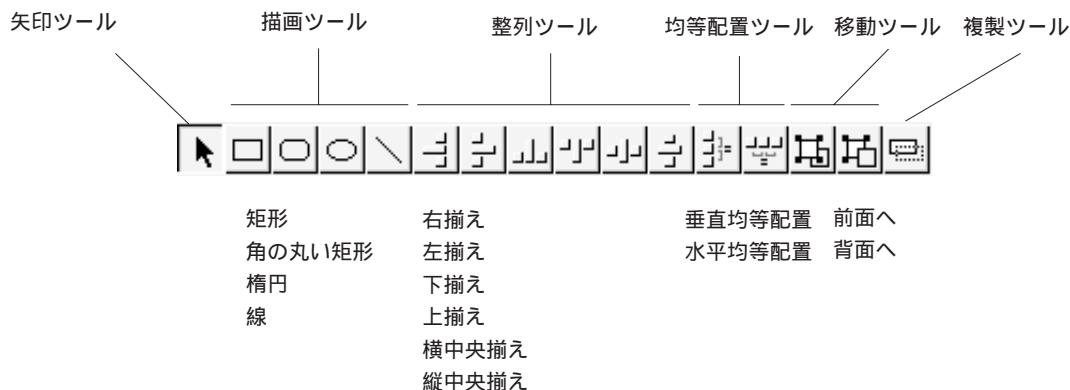 矢印ツール
描画ツール
整列ツール
均等配置ツール
移動ツール
複製ツール
矩形
角の丸い矩形
楕円
線
右揃え
左揃え
下揃え
上揃え
横中央揃え
縦中央揃え
垂直均等配置
水平均等配置
前面へ
背面へ